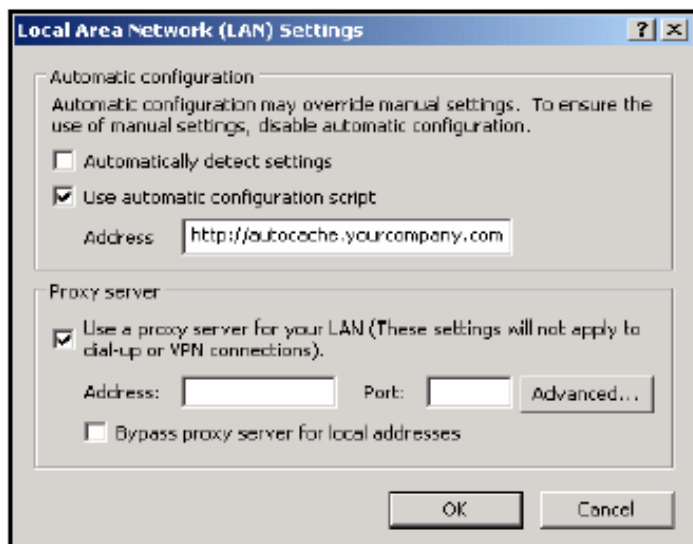 Local Area Network (LAN) Settings
Automatic configuration
Automatic configuration may override manual settings. To ensure the
use of manual settings, disable automatic configuration.
Automatically detect settings
Use automatic configuration script
Address http://autocache.yourcompany.com
Proxy server
Use a proxy server for your LAN (These settings will not apply to
dial-up or VPN connections).
Address: Port: Advanced...
Bypass proxy server for local addresses
OK Cancel